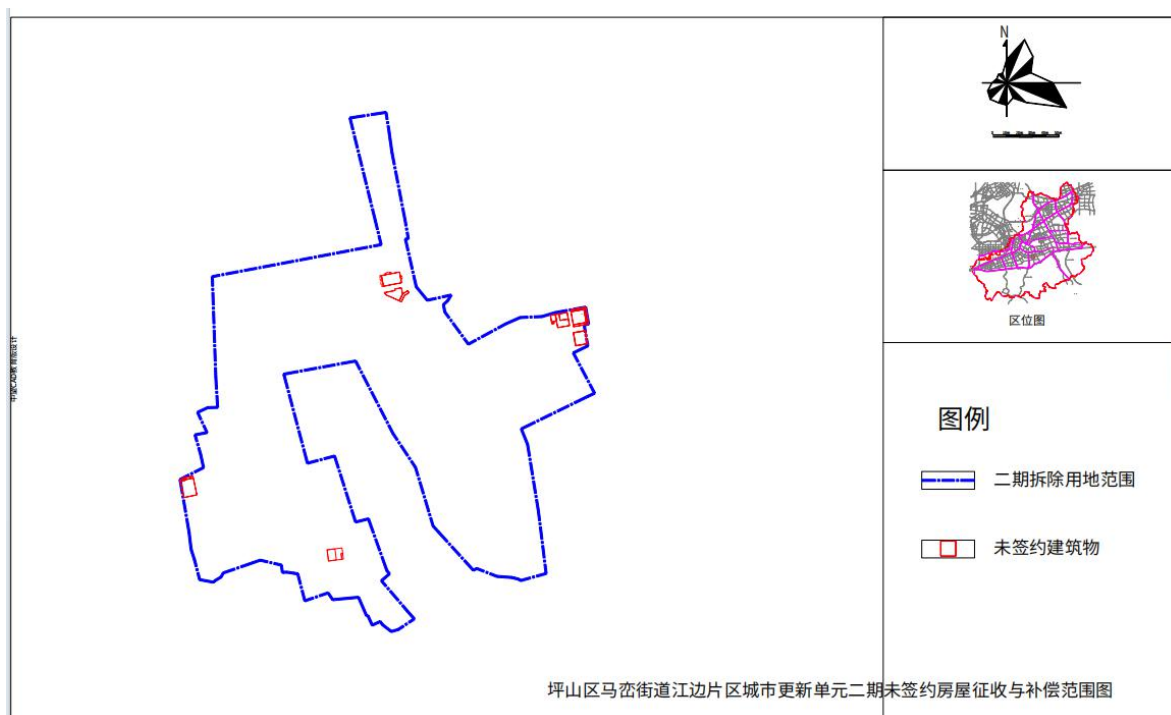 N
区位图
图例
二期拆除用地范围
未签约建筑物
坪山区马峦街道江边片区城市更新单元二期未签约房屋征收与补偿范围图